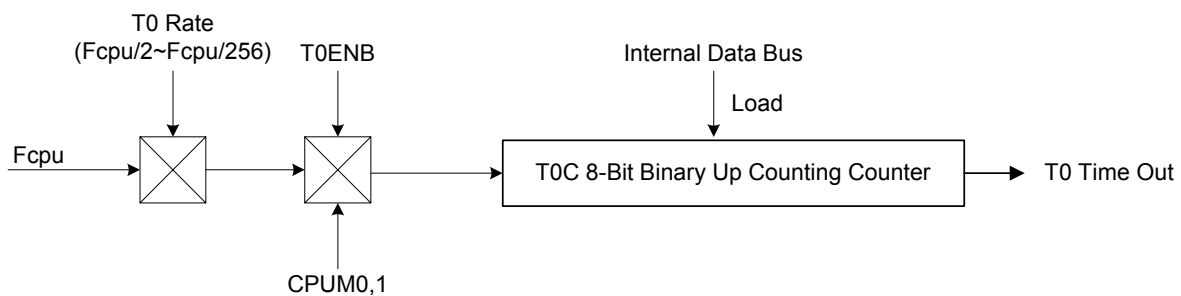 T0 Rate
(Fcpu/2~Fcpu/256)
T0ENB
Internal Data Bus
Load
Fcpu
T0C 8-Bit Binary Up Counting Counter
T0 Time Out
CPUM0,1